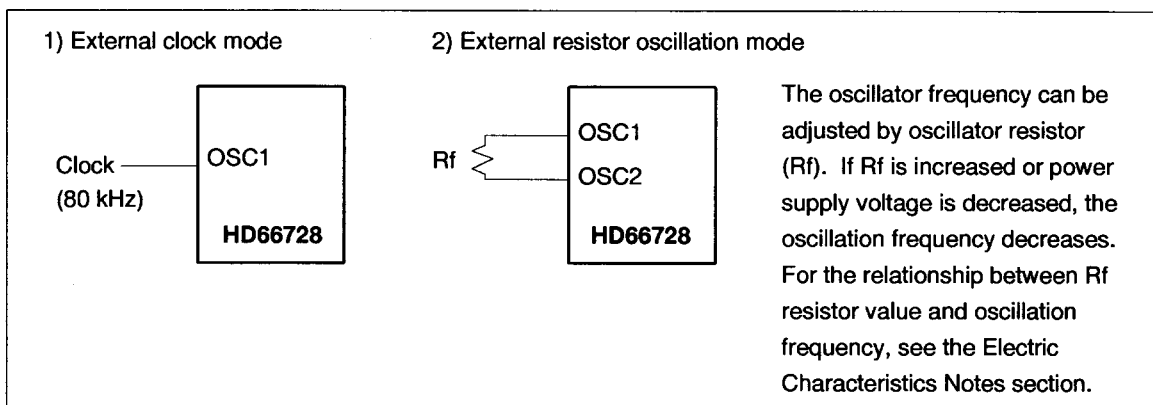 1) External clock mode
Clock
(80 kHz)
OSC1
HD66728
2) External resistor oscillation mode
Rf
OSC1
OSC2
HD66728
The oscillator frequency can be
adjusted by oscillator resistor
(Rf). If Rf is increased or power
supply voltage is decreased, the
oscillation frequency decreases.
For the relationship between Rf
resistor value and oscillation
frequency, see the Electric
Characteristics Notes section.